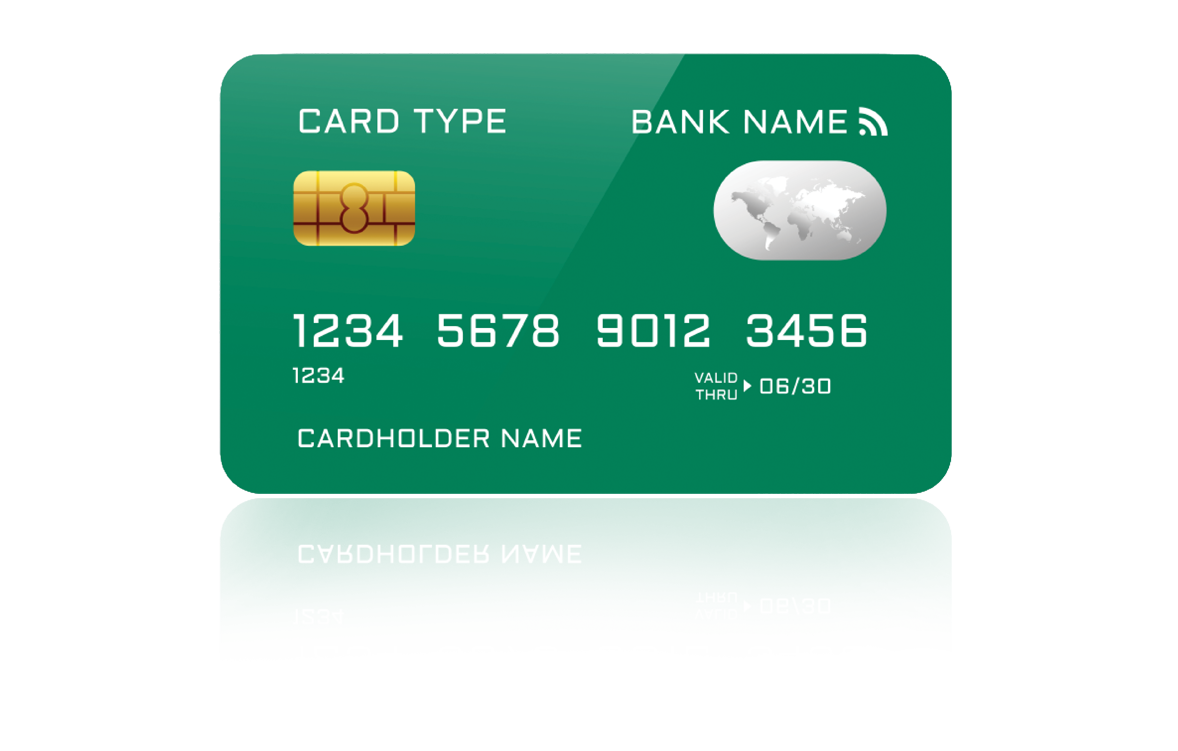 CARD TYPE
BANK NAME
1234 5678 9012 3456
1234
VALID
THRU
06/30
CARDHOLDER NAME